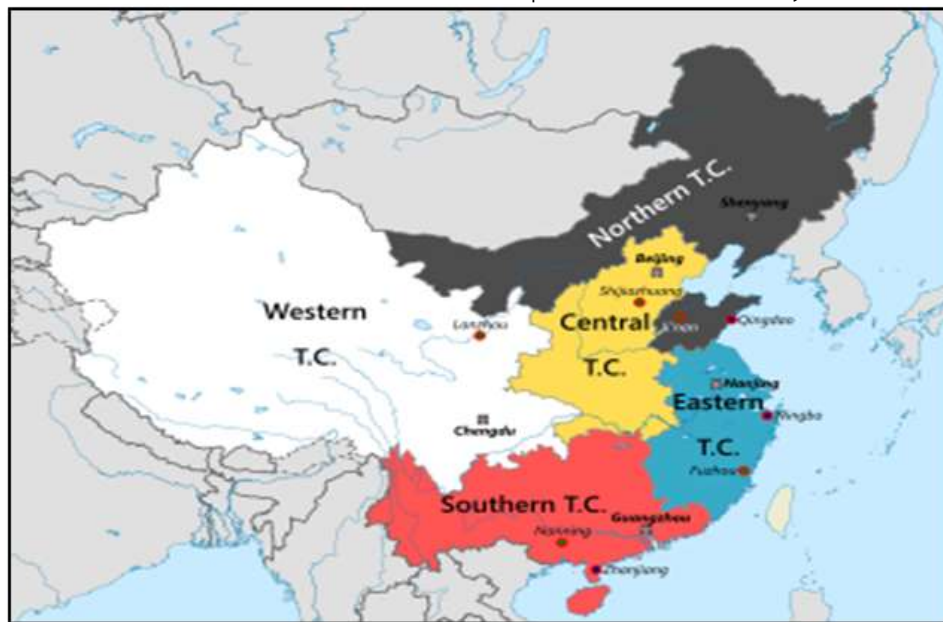 Northern T.C.
Shenyang
Beijing
Shijiazhuang
Western
T.C.
Lanzhou
Central
T.C.
Qingdao
Nanjing
Eastern
T.C.
Ningbo
Chengdu
Fuzhou
Southern T.C.
Guangzhou
Nanning
Zhanjiang